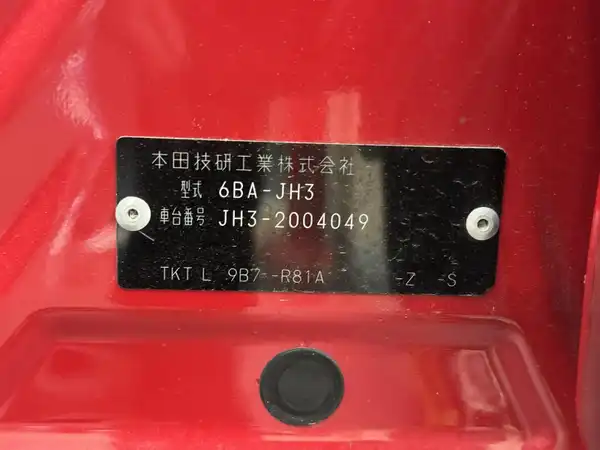 本田技研工業株式会社
型式 6BA-JH3
車台番号 JH3-2004049
TKT L 9B7--R81A -Z -S